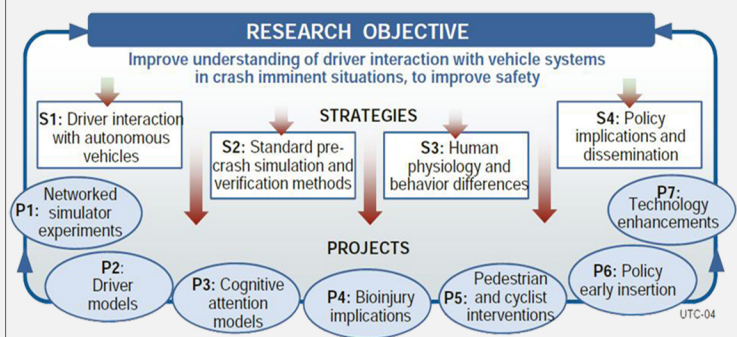 RESEARCH OBJECTIVE
Improve understanding of driver interaction with vehicle systems
in crash imminent situations, to improve safety
STRATEGIES
S1: Driver interaction
with autonomous
vehicles
S2: Standard pre-
crash simulation and
verification methods
S3: Human
physiology and
behavior differences
S4: Policy
implications and
dissemination
PROJECTS
P1: Networked
simulator
experiments
P2:
Driver
models
P3: Cognitive
attention
models
P4: Bioinjury
implications
P5: Pedestrian
and cyclist
interventions
P6: Policy
early insertion
P7:
Technology
enhancements
UTC-04